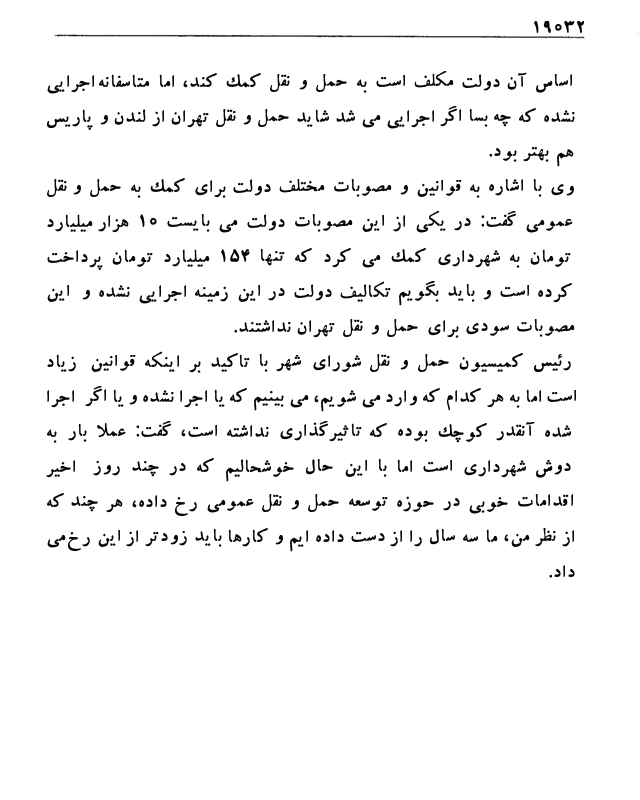 ۱۹۰۳۲
اساس آن دولت مکلف است به حمل و نقل کمك کند، اما متاسفانه اجرایی
نشده که چه بسا اگر اجرایی می شد شاید حمل و نقل تهران از لندن و پاریس
هم بهتر بود.
وی با اشاره به قوانین و مصوبات مختلف دولت برای کمك به حمل و نقل
عمومی گفت: در یکی از این مصوبات دولت می بایست ۱۰ هزار میلیارد
تومان به شهرداری کمك می کرد که تنها ۱۵۴ میلیارد تومان پرداخت
کرده است و باید بگویم تکالیف دولت در این زمینه اجرایی نشده و این
مصوبات سودی برای حمل و نقل تهران نداشتند.
رئیس کمیسیون حمل و نقل شورای شهر با تاکید بر اینکه قوانین زیاد
است اما به هر کدام که وارد می شویم، می بینیم که یا اجرا نشده و یا اگر اجرا
شده آنقدر کوچك بوده که تاثیرگذاری نداشته است، گفت: عملا بار به
دوش شهرداری است اما با این حال خوشحالیم که در چند روز اخیر
اقدامات خوبی در حوزه توسعه حمل و نقل عمومی رخ داده، هر چند که
از نظر من، ما سه سال را از دست داده ایم و کارها باید زودتر از این رخ می
داد.